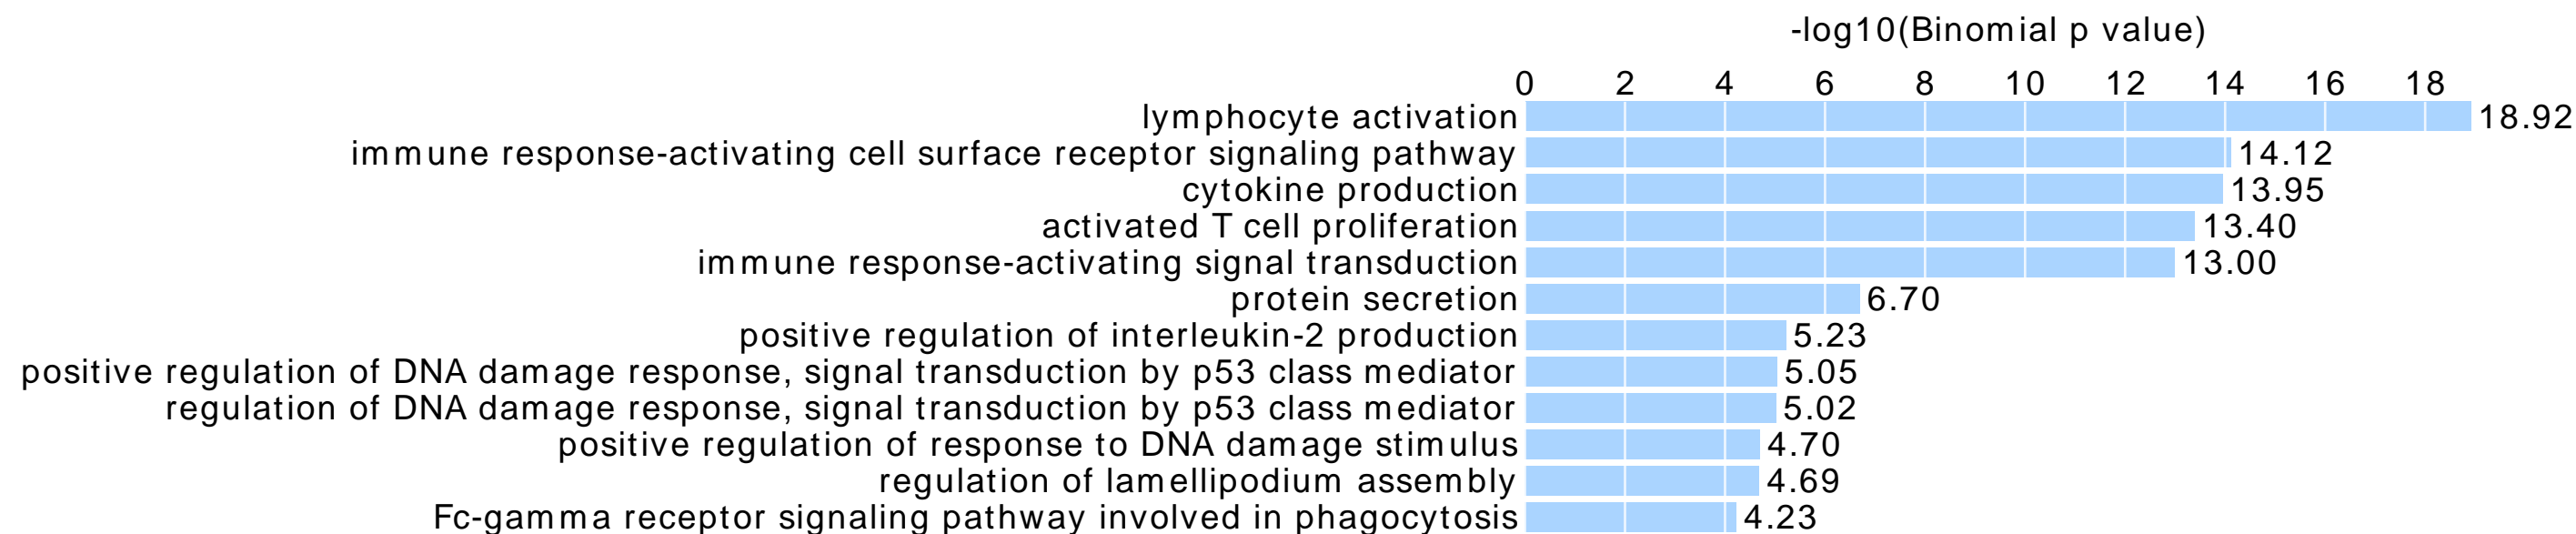 -log10(Binomial p value)
0 2 4 6 8 10 12 14 16 18
lymphocyte activation 18.92
immune response-activating cell surface receptor signaling pathway 14.12
cytokine production 13.95
activated T cell proliferation 13.40
immune response-activating signal transduction 13.00
protein secretion 6.70
positive regulation of interleukin-2 production 5.23
positive regulation of DNA damage response, signal transduction by p53 class mediator 5.05
regulation of DNA damage response, signal transduction by p53 class mediator 5.02
positive regulation of response to DNA damage stimulus 4.70
regulation of lamellipodium assembly 4.69
Fc-gamma receptor signaling pathway involved in phagocytosis 4.23